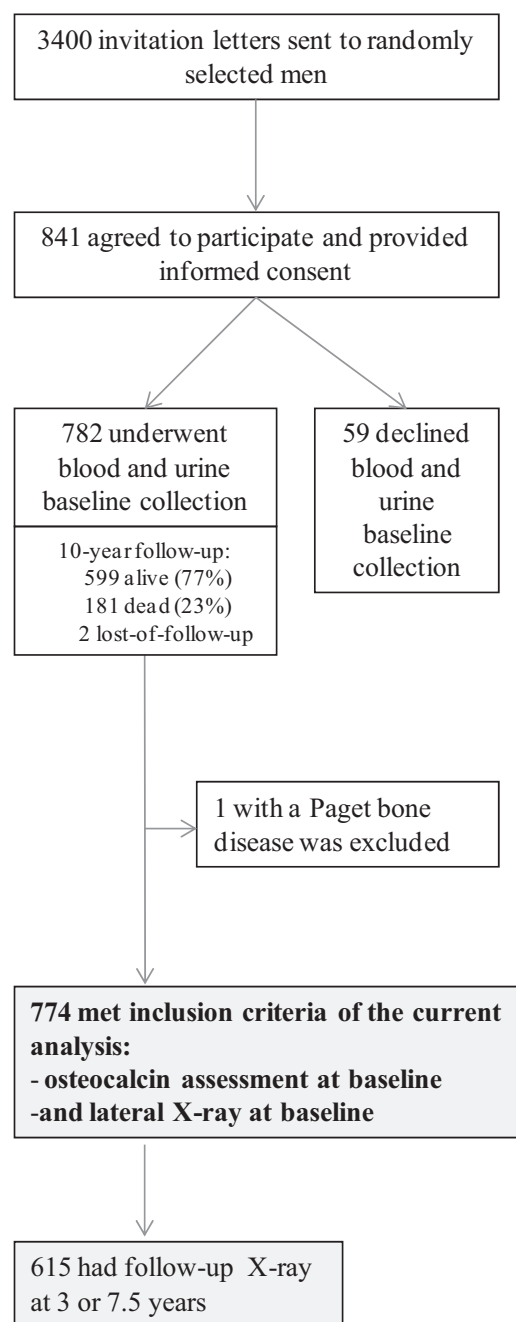 3400 invitation letters sent to randomly
selected men
841 agreed to participate and provided
informed consent
782 underwent
blood and urine
baseline collection
10-year follow-up:
599 alive (77%)
181 dead (23%)
2 lost-of-follow-up
59 declined
blood and
urine
baseline
collection
1 with a Paget bone
disease was excluded
774 met inclusion criteria of the current
analysis:
- osteocalcin assessment at baseline
-and lateral X-ray at baseline
615 had follow-up X-ray
at 3 or 7.5 years